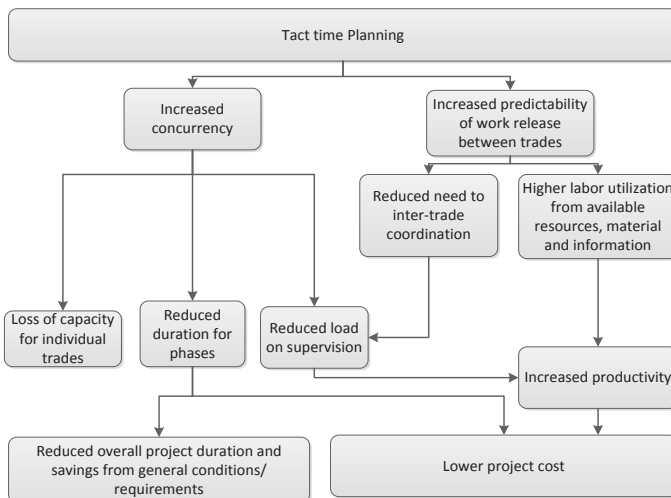 Tact time Planning
Increased
concurrency
Increased predictability
of work release
between trades
Reduced need to
inter-trade
coordination
Higher labor utilization
from available
resources, material
and information
Loss of capacity
for individual
trades
Reduced
duration for
phases
Reduced load
on supervision
Increased productivity
Reduced overall project duration and
savings from general conditions/
requirements
Lower project cost